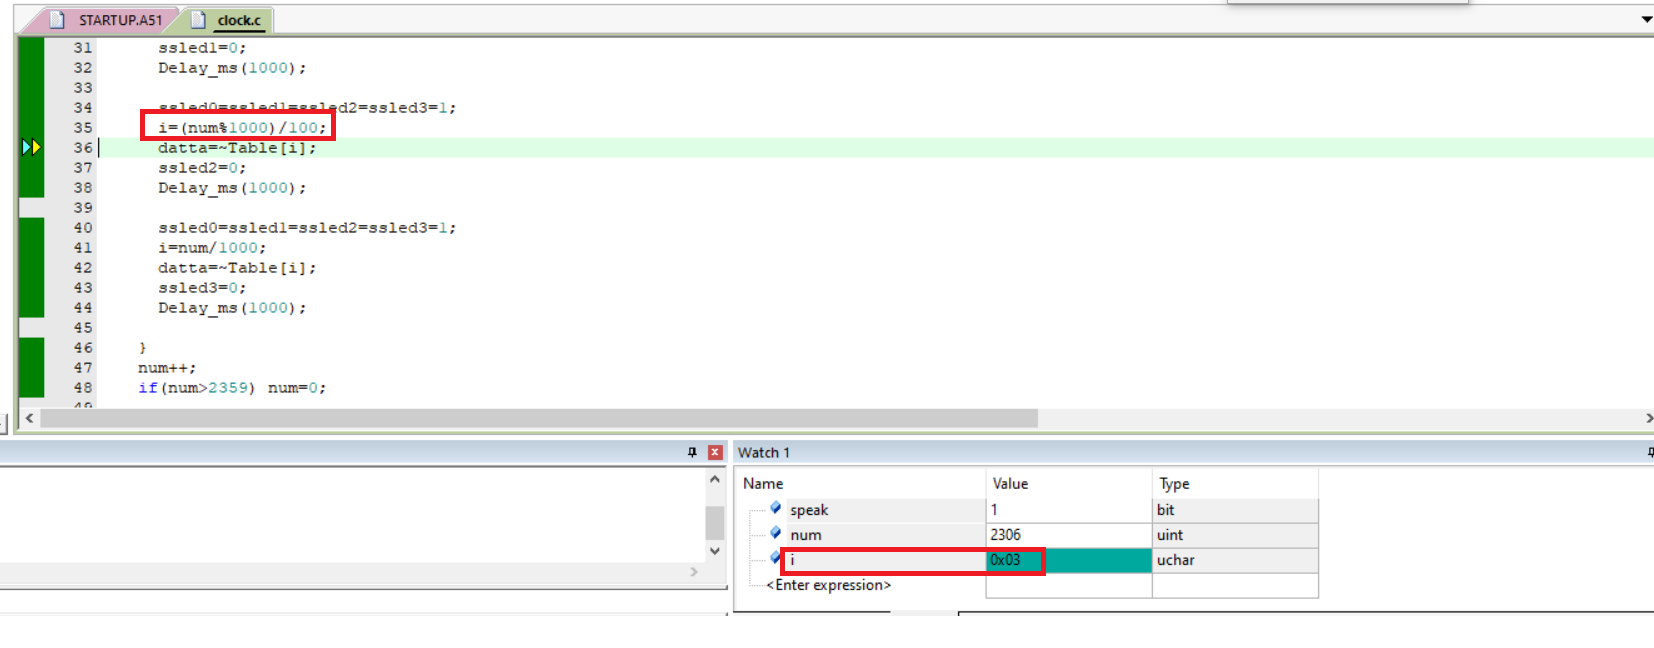 STARTUP.A51 clock.c
31 ssled1=0;
32 Delay_ms(1000);
33
34 ssled0=ssled1=ssled2=ssled3=1;
35 i=(num%1000)/100;
36 datta=~Table[i];
37 ssled2=0;
38 Delay_ms(1000);
39
40 ssled0=ssled1=ssled2=ssled3=1;
41 i=num/1000;
42 datta=~Table[i];
43 ssled3=0;
44 Delay_ms(1000);
45
46 }
47 num++;
48 if(num>2359) num=0;
49
Watch 1
Name Value Type
speak 1 bit
num 2306 uint
i 0x03 uchar
<Enter expression>